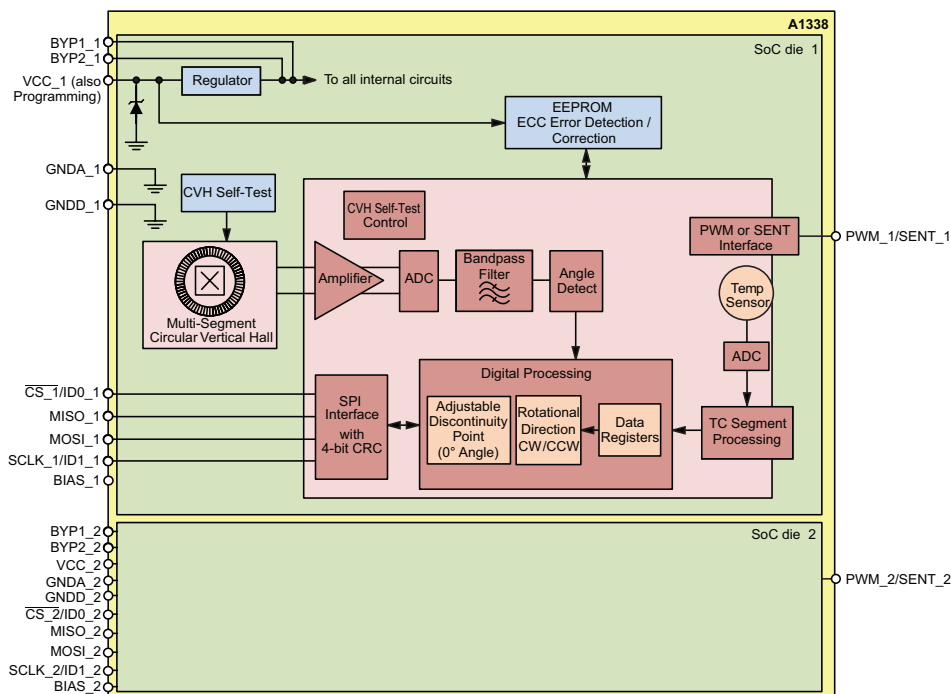 A1338
BYP1_1
BYP2_1
VCC_1 (also
Programming)
SoC die 1
Regulator
To all internal circuits
EEPROM
ECC Error Detection /
Correction
GNDA_1
GNDD_1
CVH Self-Test
CVH Self-Test
Control
PWM or SENT
Interface
PWM_1/SENT_1
Multi-Segment
Circular Vertical Hall
Amplifier
ADC
Bandpass
Filter
Angle
Detect
Temp
Sensor
ADC
CS_1/ID0_1
MISO_1
MOSI_1
SCLK_1/ID1_1
BIAS_1
SPI
Interface
with
4-bit CRC
Digital Processing
Adjustable
Discontinuity
Point
(0° Angle)
Rotational
Direction
CW/CCW
Data
Registers
TC Segment
Processing
SoC die 2
BYP1_2
BYP2_2
VCC_2
GNDA_2
GNDD_2
CS_2/ID0_2
MISO_2
MOSI_2
SCLK_2/ID1_2
BIAS_2
PWM_2/SENT_2